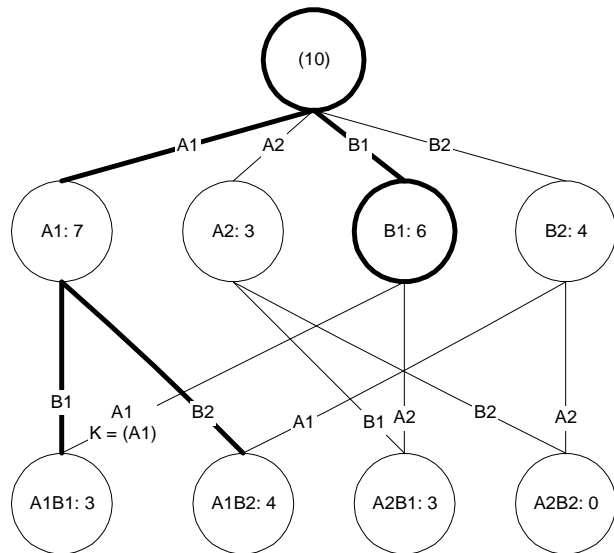 (10)
A1
A2
B1
B2
A1: 7
A2: 3
B1: 6
B2: 4
B1
A1
K = (A1)
B2
A1
B1
A2
B2
A2
A1B1: 3
A1B2: 4
A2B1: 3
A2B2: 0